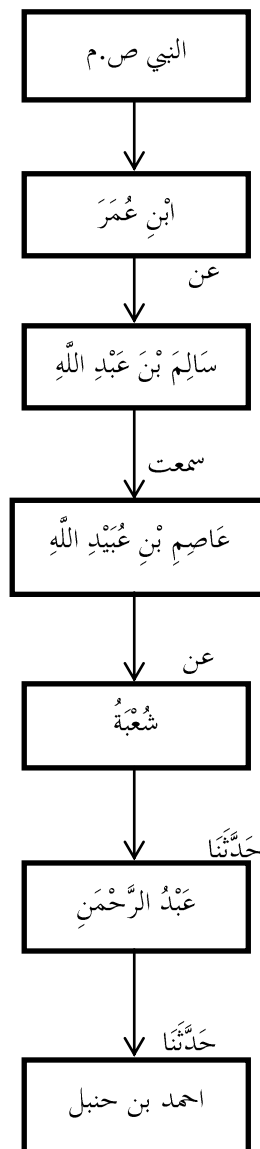 النبي ص.م
ابْنِ عُمَرَ
عن
سَالِمَ بْنَ عَبْدِ اللَّهِ
سمعت
عَاصِمِ بْنِ عُبَيْدِ اللَّهِ
عن
شُعْبَةُ
حَدَّثَنَا
عَبْدُ الرَّحْمَنِ
حَدَّثَنَا
احمد بن حنبل